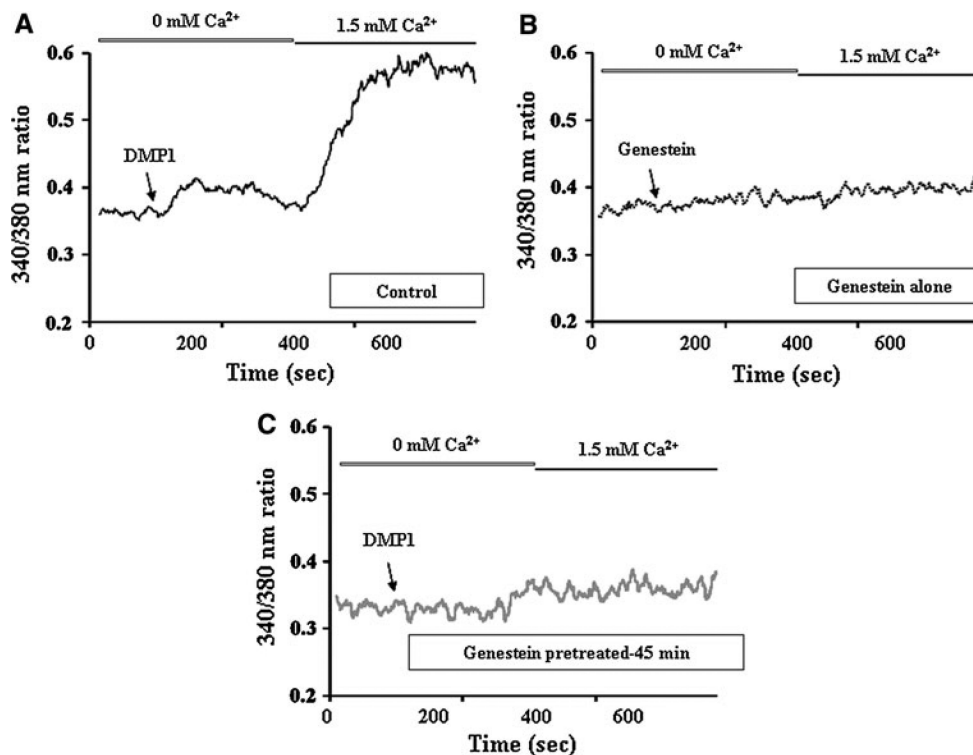 A
0 mM Ca²⁺
1.5 mM Ca²⁺
0.6
0.5
0.4
0.3
0.2
340/380 nm ratio
DMP1
Control
0 200 400 600
Time (sec)
B
0 mM Ca²⁺
1.5 mM Ca²⁺
0.6
0.5
0.4
0.3
0.2
340/380 nm ratio
Genestein
Genestein alone
0 200 400 600
Time (sec)
C
0 mM Ca²⁺
1.5 mM Ca²⁺
0.6
0.5
0.4
0.3
0.2
340/380 nm ratio
DMP1
Genestein pretreated-45 min
0 200 400 600
Time (sec)